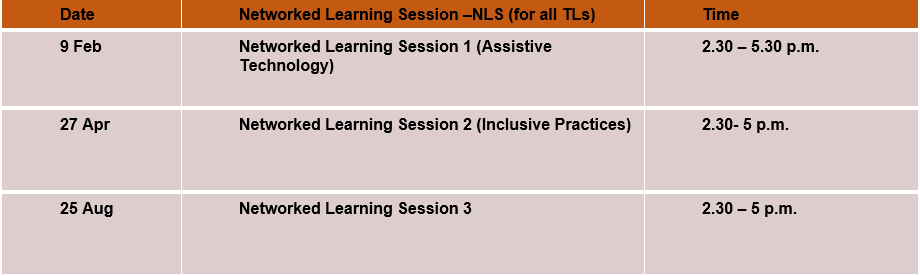 Date Networked Learning Session –NLS (for all TLs) Time
9 Feb Networked Learning Session 1 (Assistive 2.30 – 5.30 p.m.
Technology)
27 Apr Networked Learning Session 2 (Inclusive Practices) 2.30- 5 p.m.
25 Aug Networked Learning Session 3 2.30 – 5 p.m.